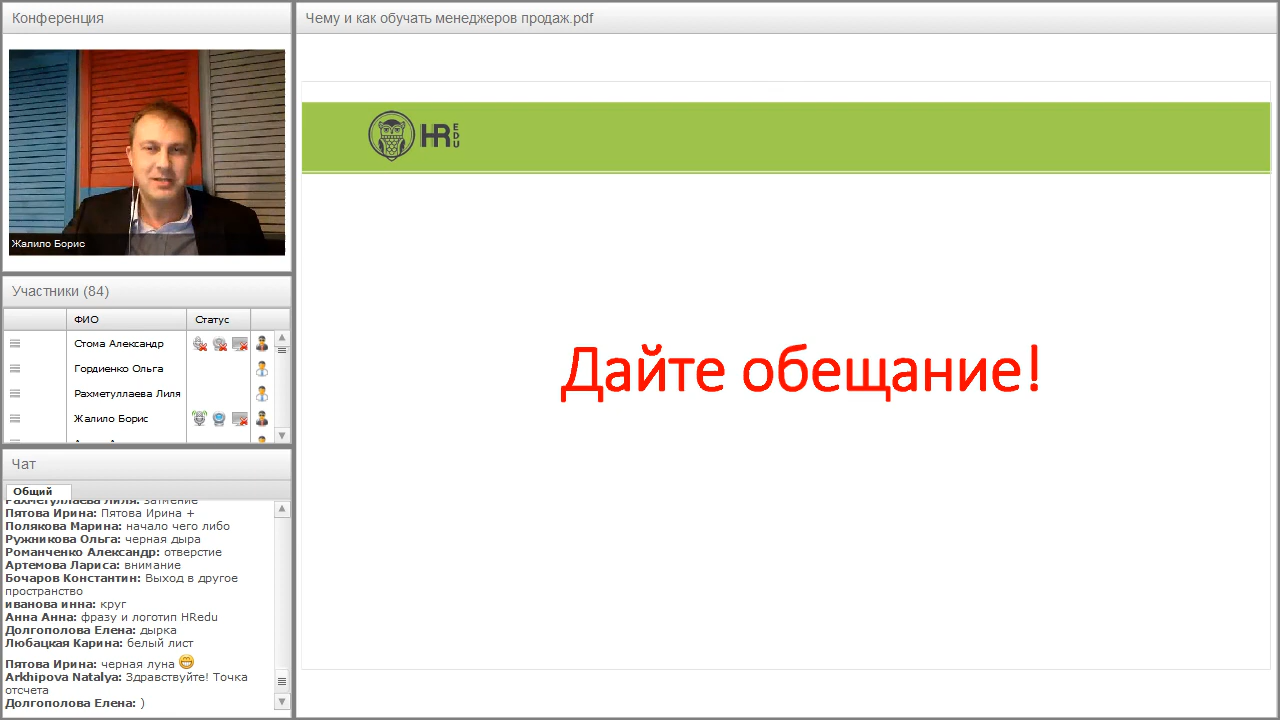 Конференция
Жалило Борис
Участники (84)
ФИО Статус
Стома Александр
Гордиенко Ольга
Рахметуллаева Лиля
Жалило Борис
Чат
Общий
Рахметуллаева Лиля: затмение
Пятова Ирина: Пятова Ирина +
Полякова Марина: начало чего либо
Ружникова Ольга: черная дыра
Романченко Александр: отверстие
Артемова Лариса: внимание
Бочаров Константин: Выход в другое
пространство
иванова инна: круг
Анна Анна: фразу и логотип HRedu
Долгополова Елена: дырка
Любацкая Карина: белый лист
Пятова Ирина: черная луна
Arkhipova Natalya: Здравствуйте! Точка
отсчета
Долгополова Елена: )
Чему и как обучать менеджеров продаж.pdf
HR EDU
Дайте обещание!